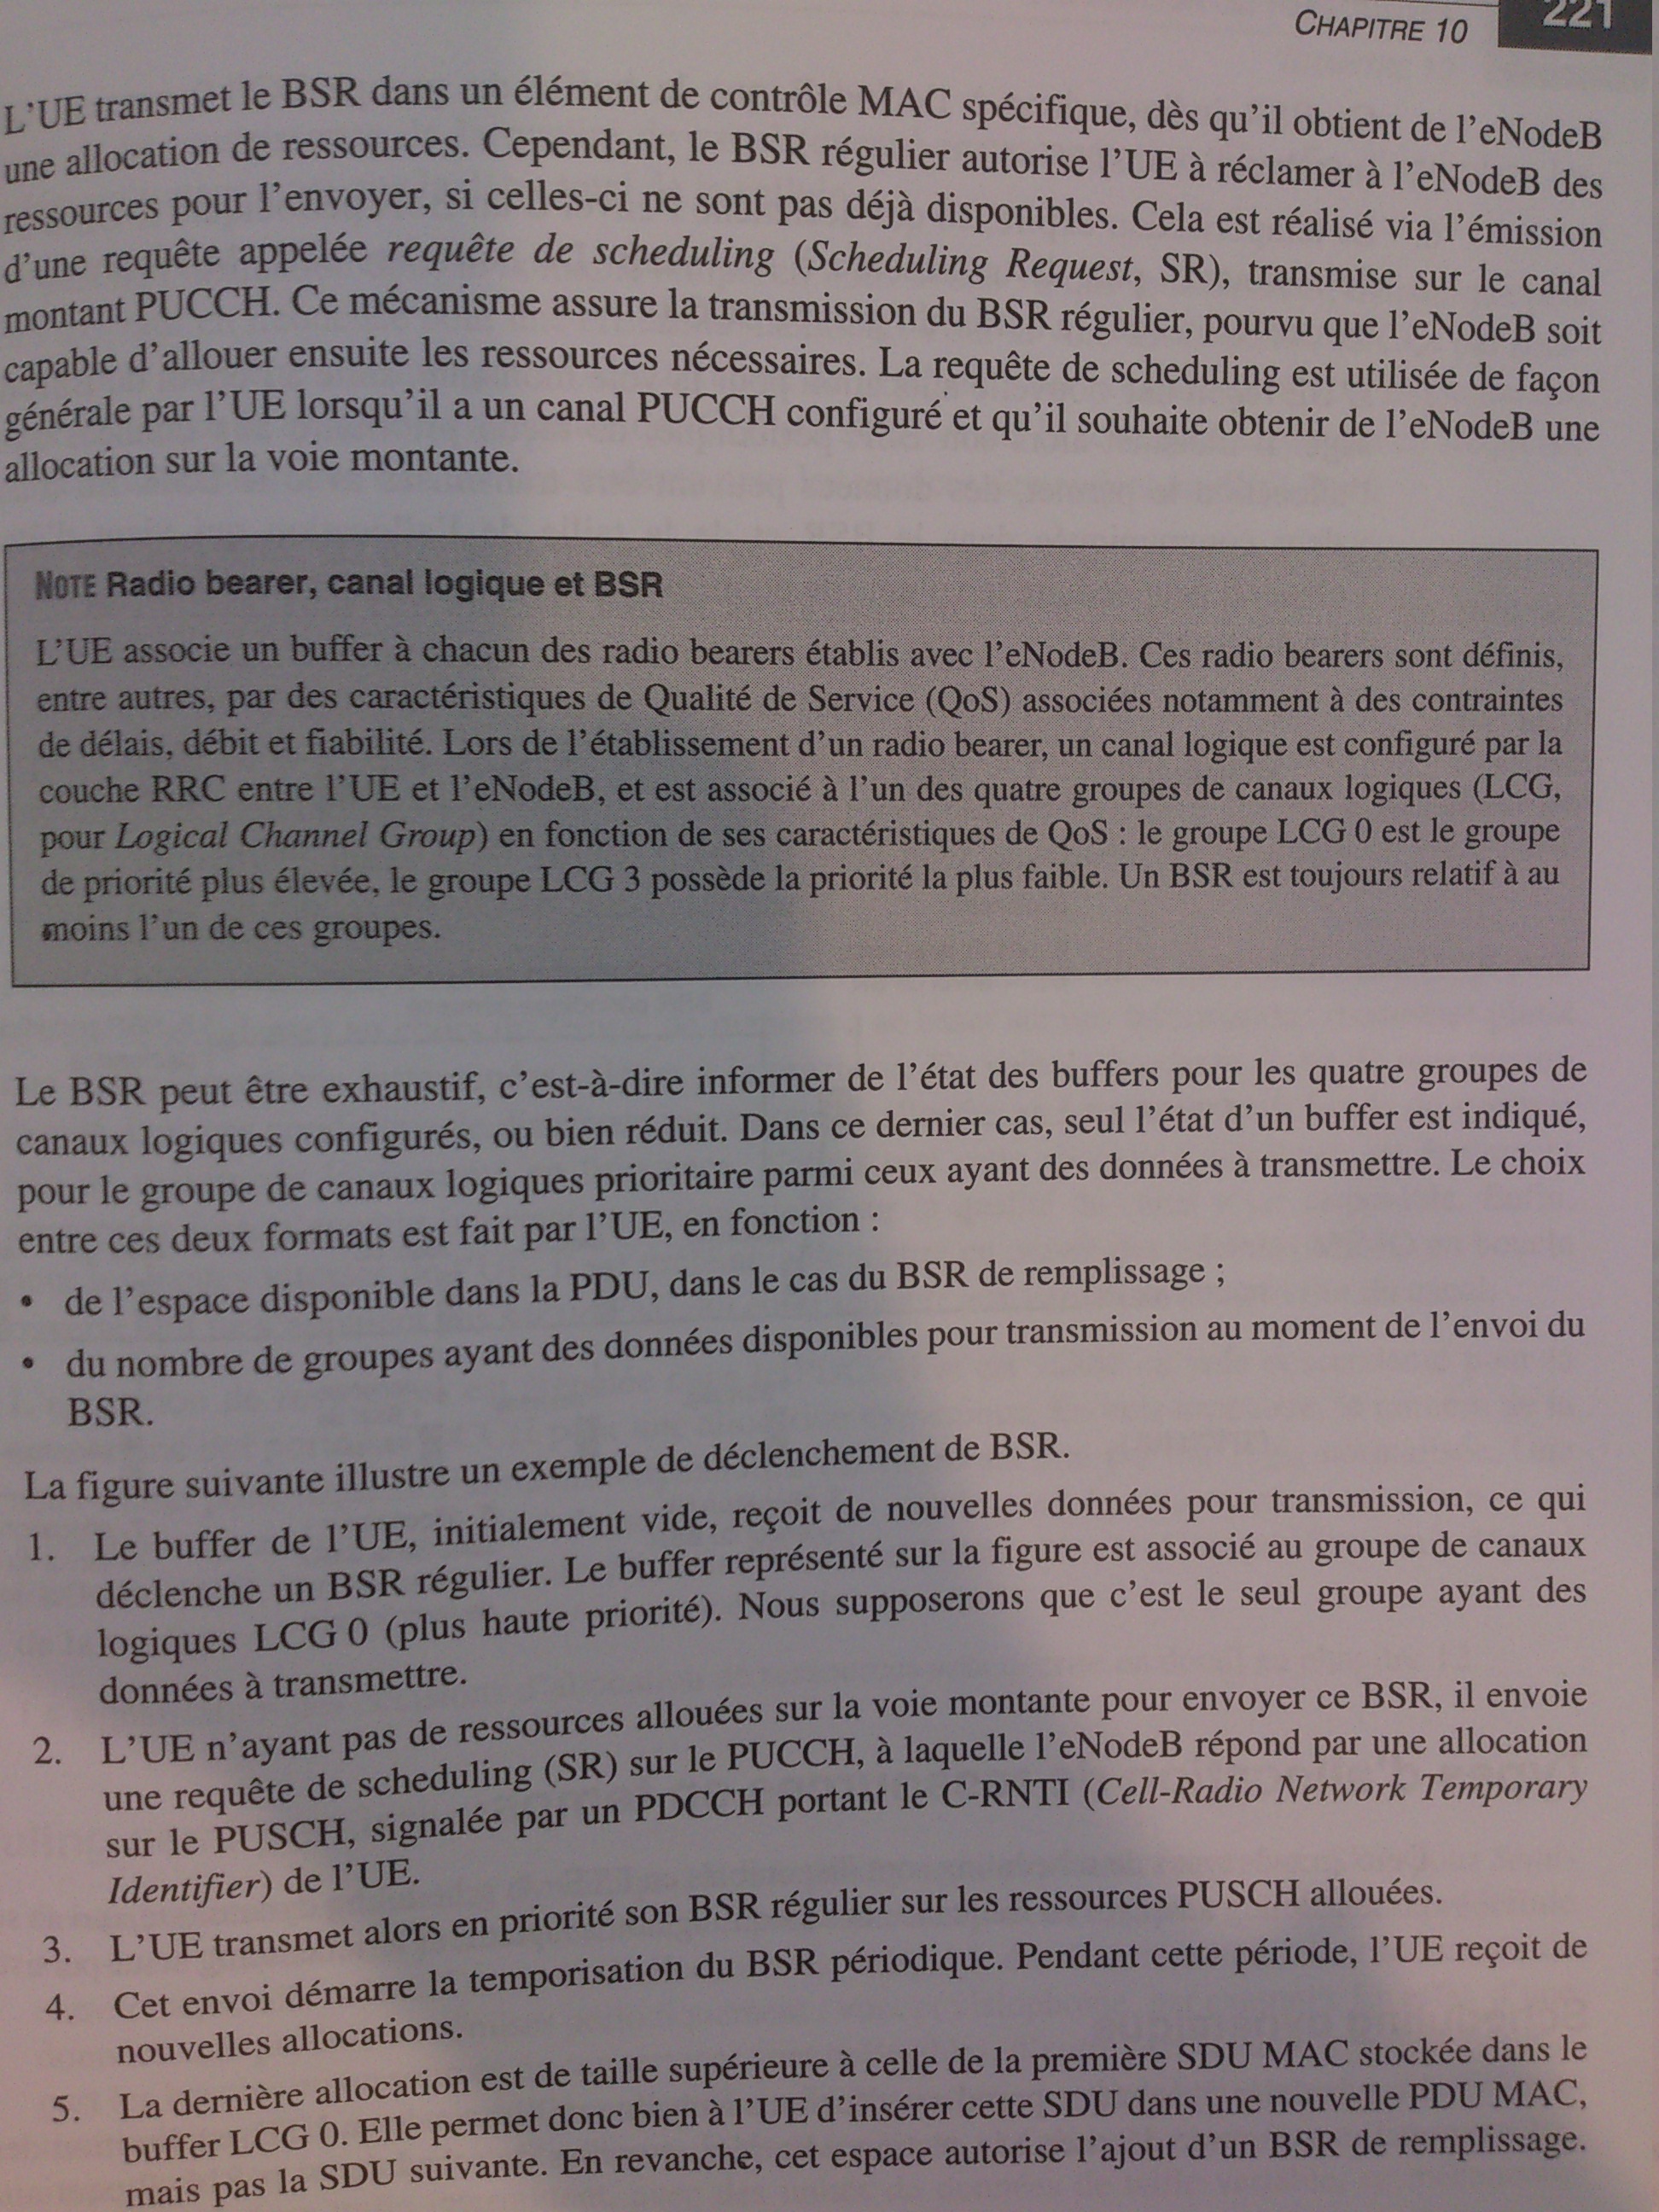 CHAPITRE 10
221
L'UE transmet le BSR dans un élément de contrôle MAC spécifique, dès qu'il obtient de l'eNodeB
une allocation de ressources. Cependant, le BSR régulier autorise l'UE à réclamer à l'eNodeB des
ressources pour l'envoyer, si celles-ci ne sont pas déjà disponibles. Cela est réalisé via l'émission
d'une requête appelée requête de scheduling (Scheduling Request, SR), transmise sur le canal
montant PUCCH. Ce mécanisme assure la transmission du BSR régulier, pourvu que l'eNodeB soit
capable d'allouer ensuite les ressources nécessaires. La requête de scheduling est utilisée de façon
générale par l'UE lorsqu'il a un canal PUCCH configuré et qu'il souhaite obtenir de l'eNodeB une
allocation sur la voie montante.
NOTE Radio bearer, canal logique et BSR
L'UE associe un buffer à chacun des radio bearers établis avec l'eNodeB. Ces radio bearers sont définis,
entre autres, par des caractéristiques de Qualité de Service (QoS) associées notamment à des contraintes
de délais, débit et fiabilité. Lors de l'établissement d'un radio bearer, un canal logique est configuré par la
couche RRC entre l'UE et l'eNodeB, et est associé à l'un des quatre groupes de canaux logiques (LCG,
pour Logical Channel Group) en fonction de ses caractéristiques de QoS : le groupe LCG 0 est le groupe
de priorité plus élevée, le groupe LCG 3 possède la priorité la plus faible. Un BSR est toujours relatif à au
moins l'un de ces groupes.
Le BSR peut être exhaustif, c'est-à-dire informer de l'état des buffers pour les quatre groupes de
canaux logiques configurés, ou bien réduit. Dans ce dernier cas, seul l'état d'un buffer est indiqué,
pour le groupe de canaux logiques prioritaire parmi ceux ayant des données à transmettre. Le choix
entre ces deux formats est fait par l'UE, en fonction :
• de l'espace disponible dans la PDU, dans le cas du BSR de remplissage ;
• du nombre de groupes ayant des données disponibles pour transmission au moment de l'envoi du
BSR.
La figure suivante illustre un exemple de déclenchement de BSR.
1. Le buffer de l'UE, initialement vide, reçoit de nouvelles données pour transmission, ce qui
déclenche un BSR régulier. Le buffer représenté sur la figure est associé au groupe de canaux
logiques LCG 0 (plus haute priorité). Nous supposerons que c'est le seul groupe ayant des
données à transmettre.
2. L'UE n'ayant pas de ressources allouées sur la voie montante pour envoyer ce BSR, il envoie
une requête de scheduling (SR) sur le PUCCH, à laquelle l'eNodeB répond par une allocation
sur le PUSCH, signalée par un PDCCH portant le C-RNTI (Cell-Radio Network Temporary
Identifier) de l'UE.
3. L'UE transmet alors en priorité son BSR régulier sur les ressources PUSCH allouées.
4. Cet envoi démarre la temporisation du BSR périodique. Pendant cette période, l'UE reçoit de
nouvelles allocations.
5. La dernière allocation est de taille supérieure à celle de la première SDU MAC stockée dans le
buffer LCG 0. Elle permet donc bien à l'UE d'insérer cette SDU dans une nouvelle PDU MAC,
mais pas la SDU suivante. En revanche, cet espace autorise l'ajout d'un BSR de remplissage.